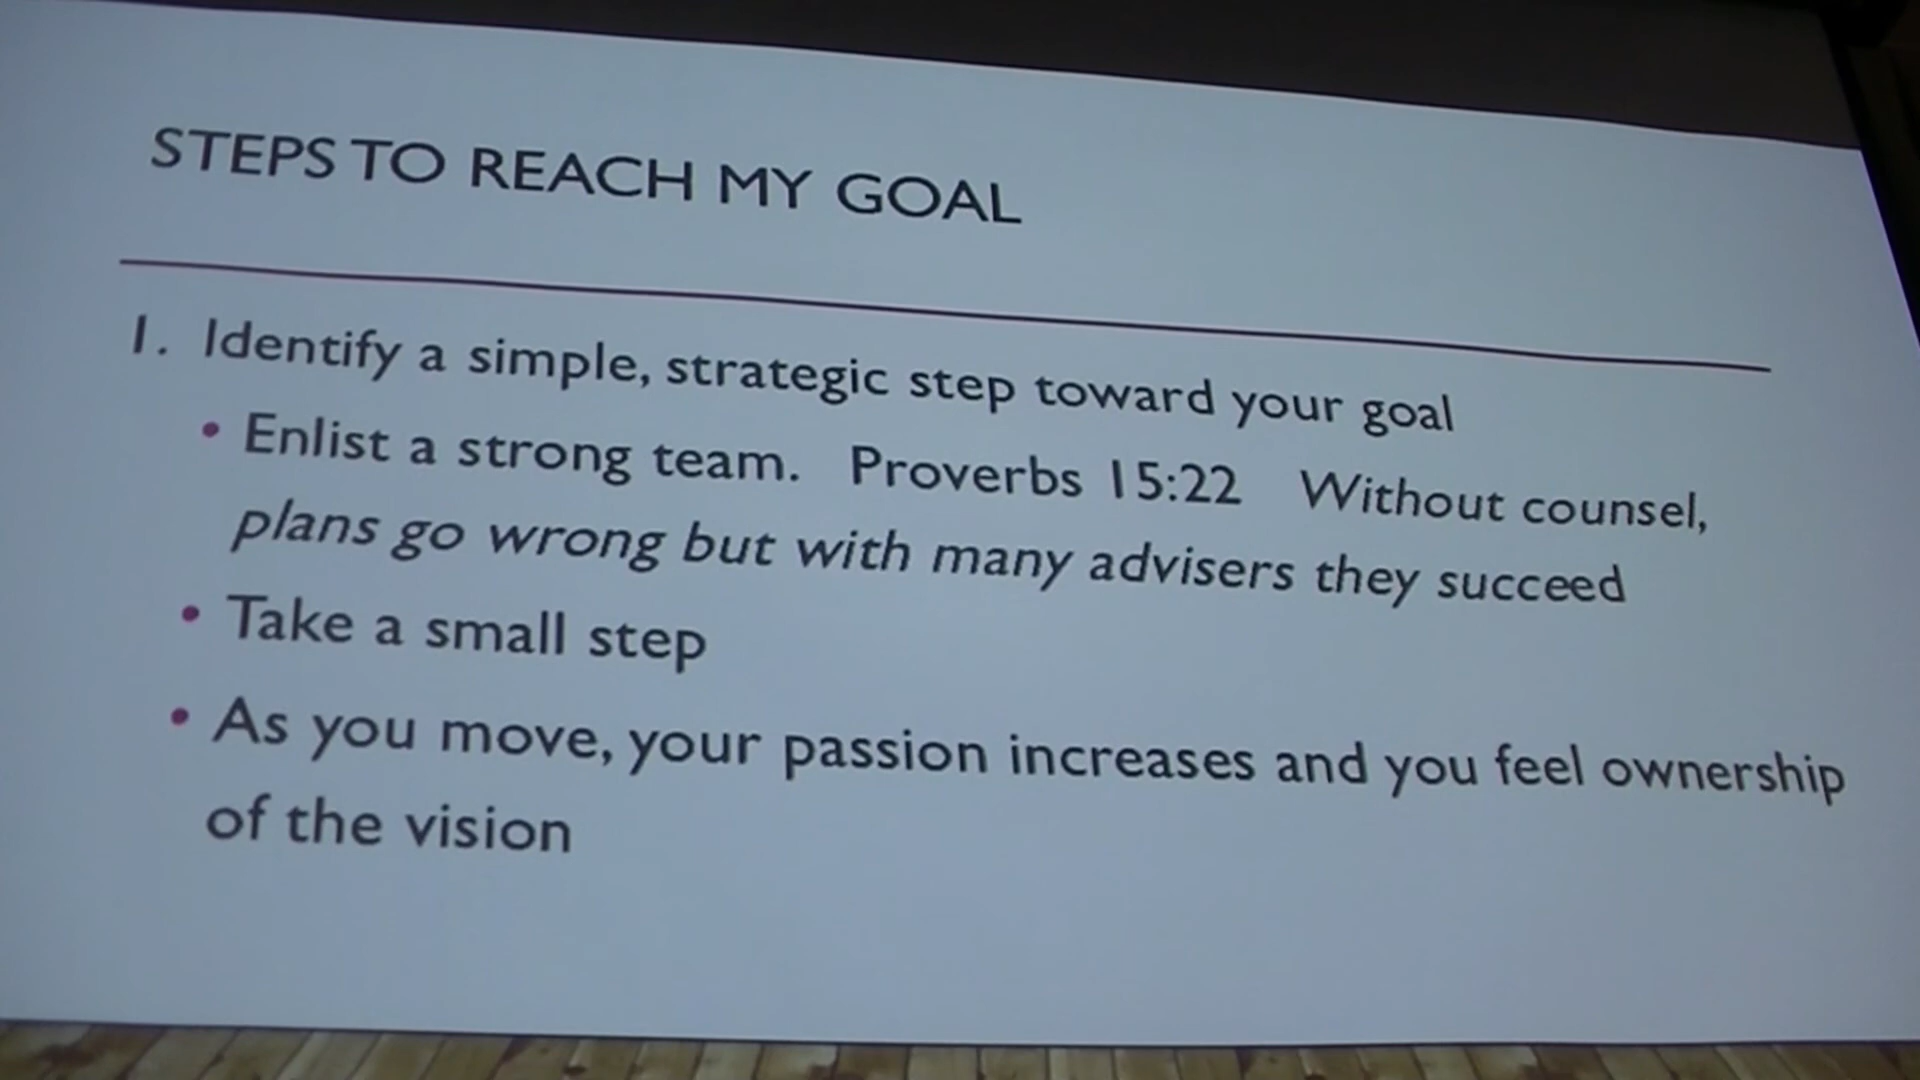 STEPS TO REACH MY GOAL
1. Identify a simple, strategic step toward your goal
• Enlist a strong team. Proverbs 15:22 Without counsel,
plans go wrong but with many advisers they succeed
• Take a small step
• As you move, your passion increases and you feel ownership
of the vision